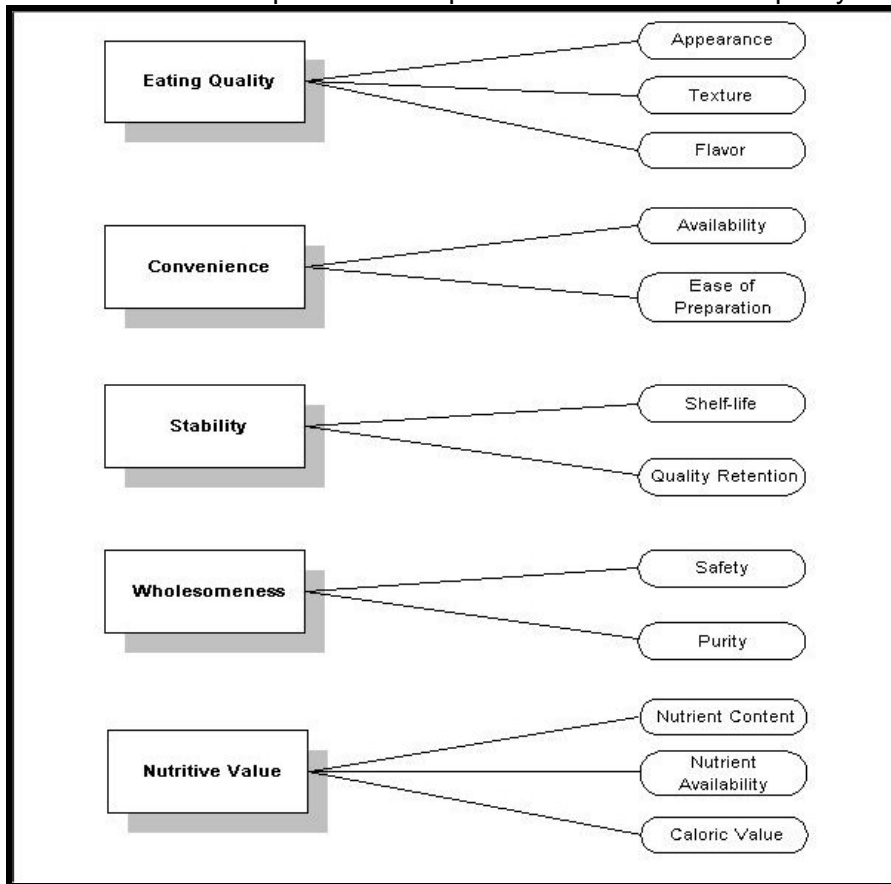 Eating Quality
Appearance
Texture
Flavor
Convenience
Availability
Ease of
Preparation
Stability
Shelf-life
Quality Retention
Wholesomeness
Safety
Purity
Nutritive Value
Nutrient Content
Nutrient
Availability
Caloric Value